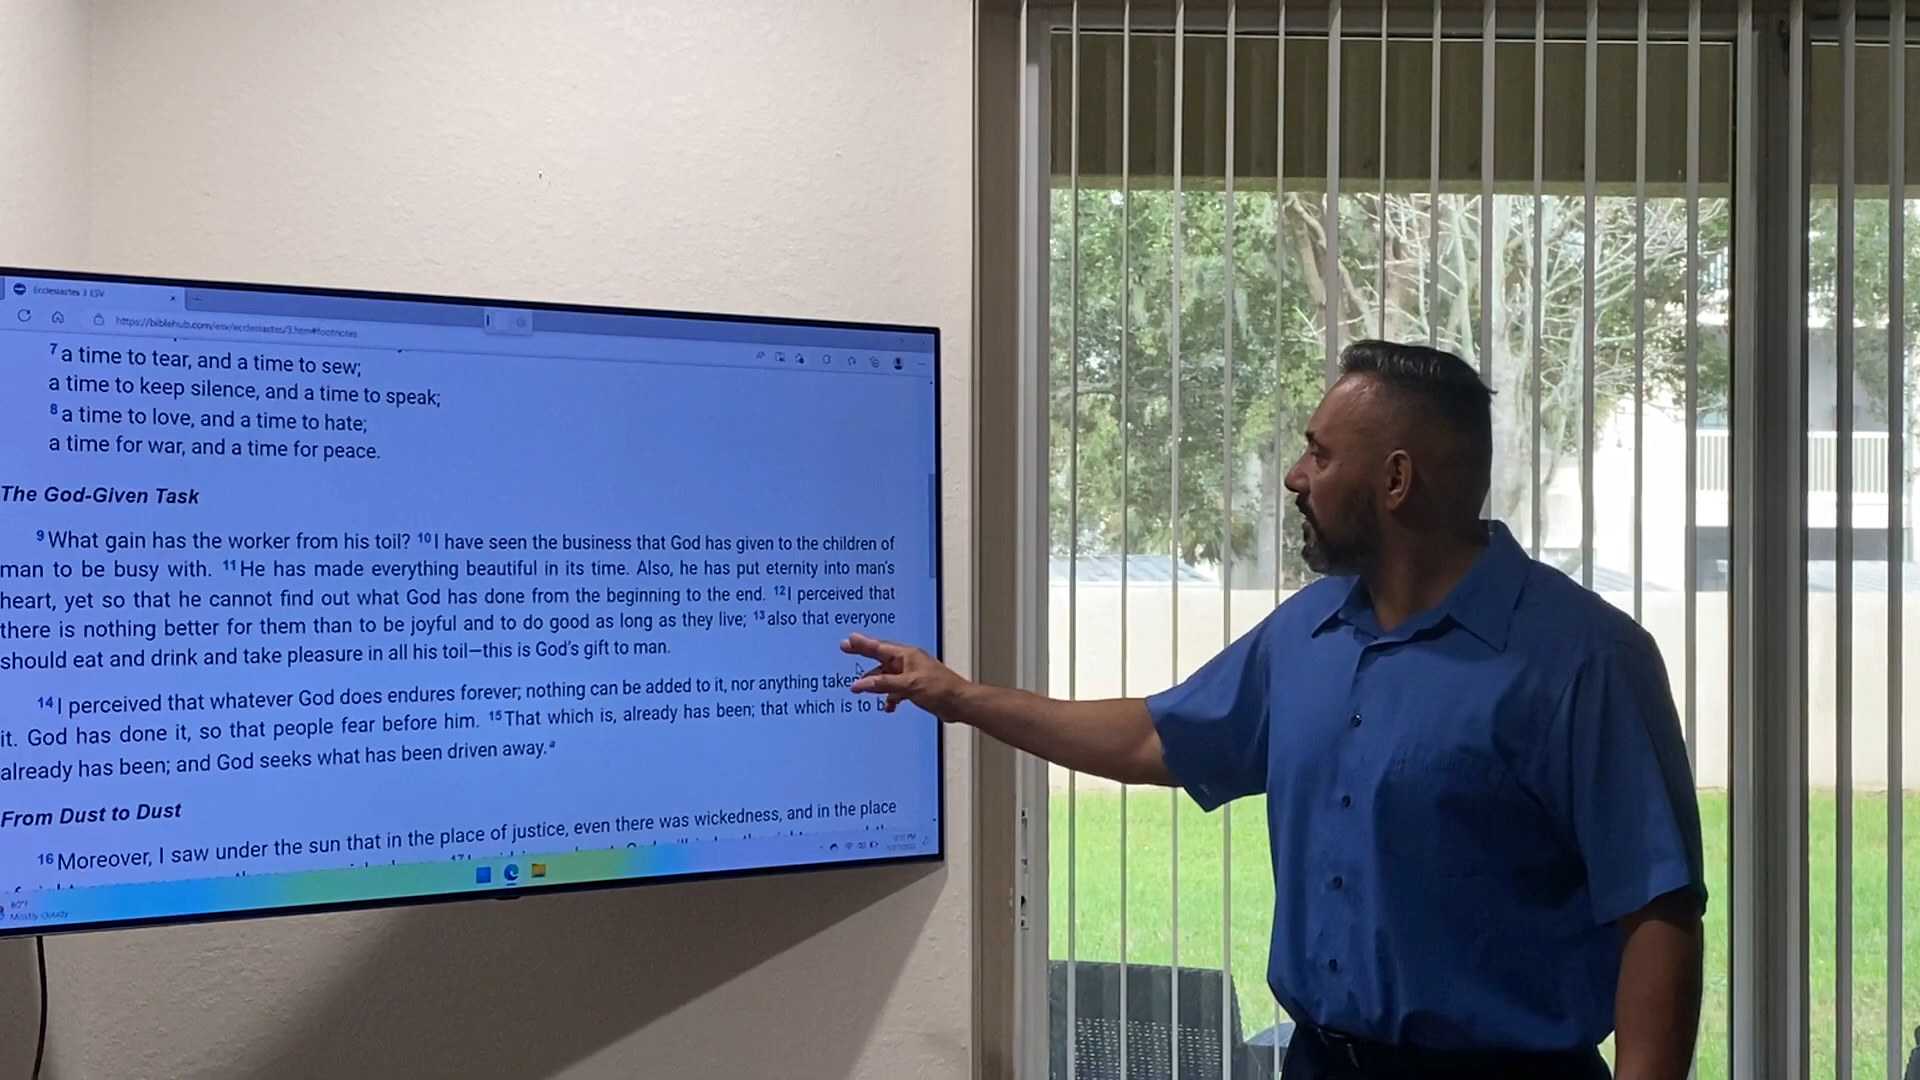 Ecclesiastes 3 ESV
https://biblehub.com/esv/ecclesiastes/3.htm#footnotes
7 a time to tear, and a time to sew;
a time to keep silence, and a time to speak;
8 a time to love, and a time to hate;
a time for war, and a time for peace.
The God-Given Task
9 What gain has the worker from his toil? 10 I have seen the business that God has given to the children of
man to be busy with. 11 He has made everything beautiful in its time. Also, he has put eternity into man's
heart, yet so that he cannot find out what God has done from the beginning to the end. 12 I perceived that
there is nothing better for them than to be joyful and to do good as long as they live; 13 also that everyone
should eat and drink and take pleasure in all his toil—this is God's gift to man.
14 I perceived that whatever God does endures forever; nothing can be added to it, nor anything taken
it. God has done it, so that people fear before him. 15 That which is, already has been; that which is to b
already has been; and God seeks what has been driven away.a
From Dust to Dust
16 Moreover, I saw under the sun that in the place of justice, even there was wickedness, and in the place
80°F
Mostly cloudy